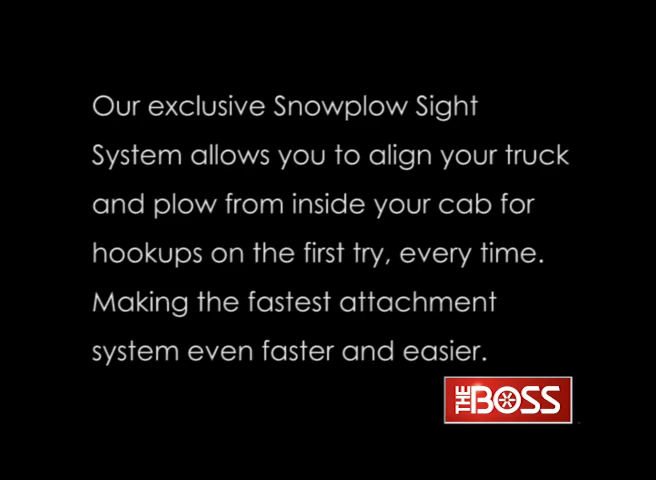 Our exclusive Snowplow Sight
System allows you to align your truck
and plow from inside your cab for
hookups on the first try, every time.
Making the fastest attachment
system even faster and easier.
THE BOSS